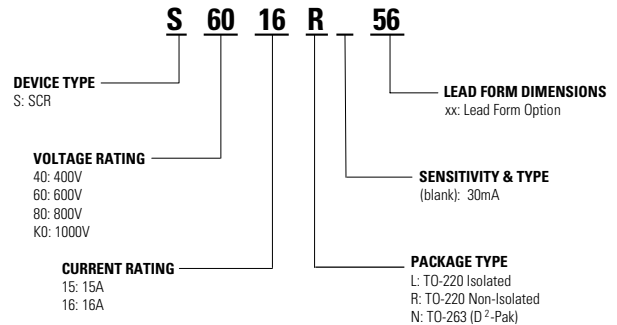 S 60 16 R _ 56
DEVICE TYPE
S: SCR
VOLTAGE RATING
40: 400V
60: 600V
80: 800V
K0: 1000V
CURRENT RATING
15: 15A
16: 16A
LEAD FORM DIMENSIONS
xx: Lead Form Option
SENSITIVITY & TYPE
(blank): 30mA
PACKAGE TYPE
L: TO-220 Isolated
R: TO-220 Non-Isolated
N: TO-263 (D²-Pak)